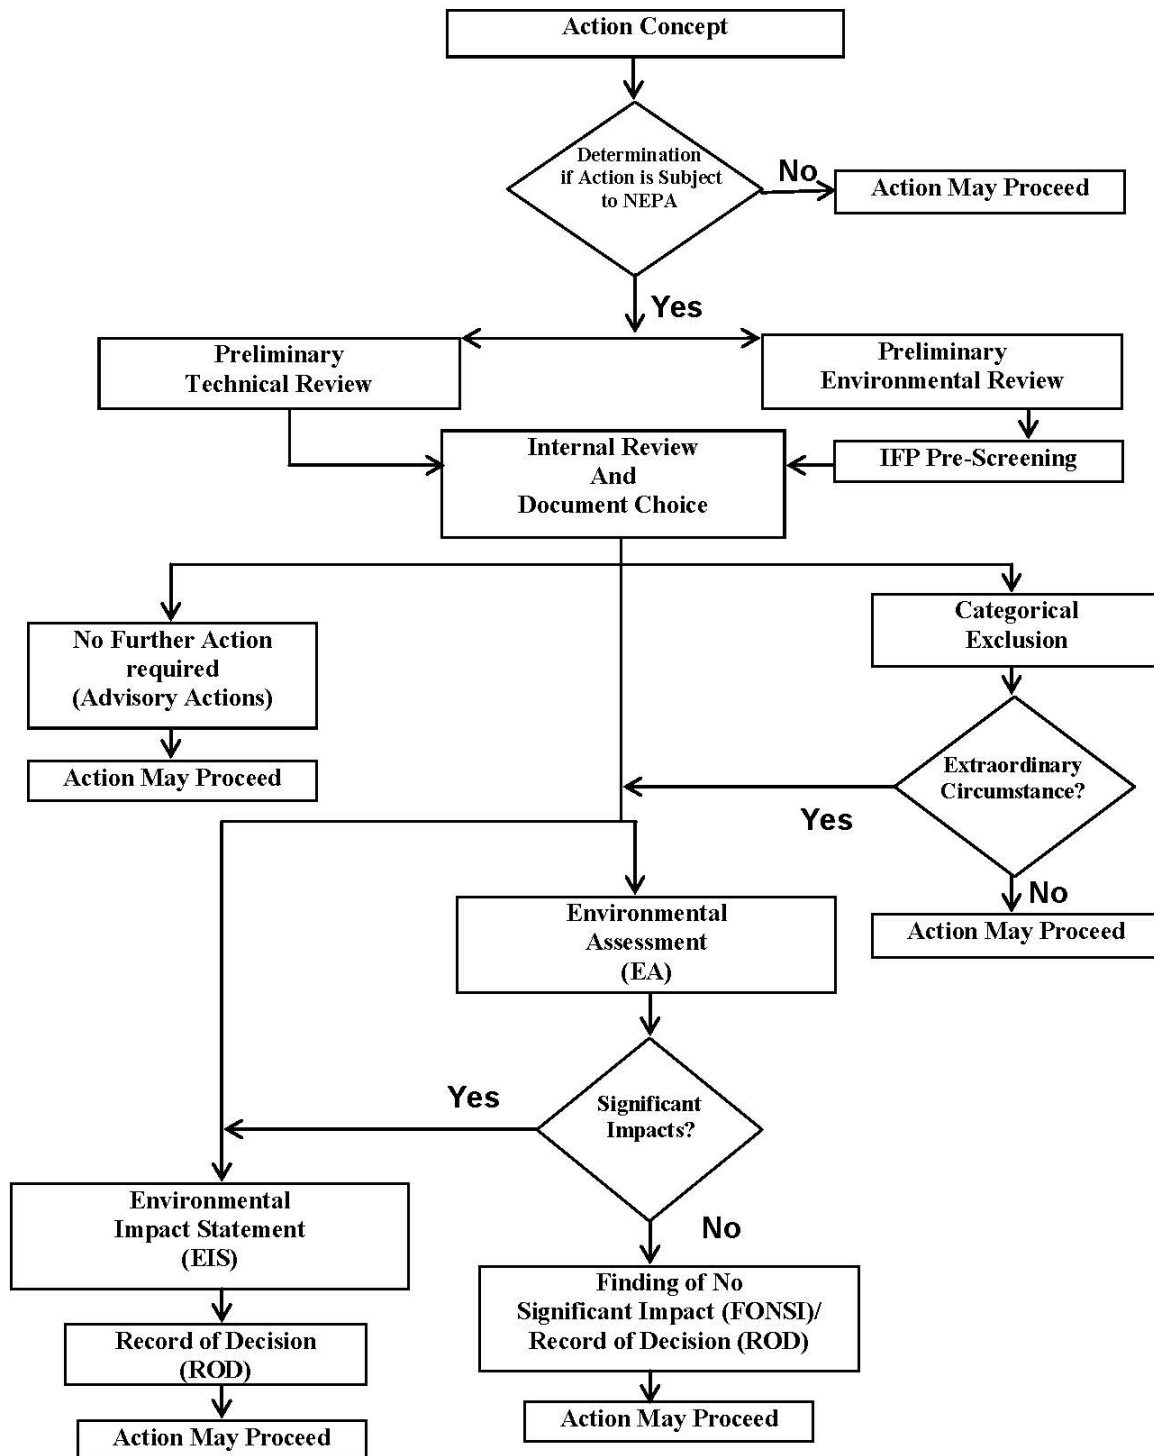 Action Concept
Determination
if Action is Subject
to NEPA
No
Action May Proceed
Yes
Preliminary
Technical Review
Preliminary
Environmental Review
Internal Review
And
Document Choice
IFP Pre-Screening
No Further Action
required
(Advisory Actions)
Action May Proceed
Categorical
Exclusion
Extraordinary
Circumstance?
Yes
No
Action May Proceed
Environmental
Assessment
(EA)
Significant
Impacts?
Yes
No
Environmental
Impact Statement
(EIS)
Record of Decision
(ROD)
Action May Proceed
Finding of No
Significant Impact (FONSI)/
Record of Decision (ROD)
Action May Proceed